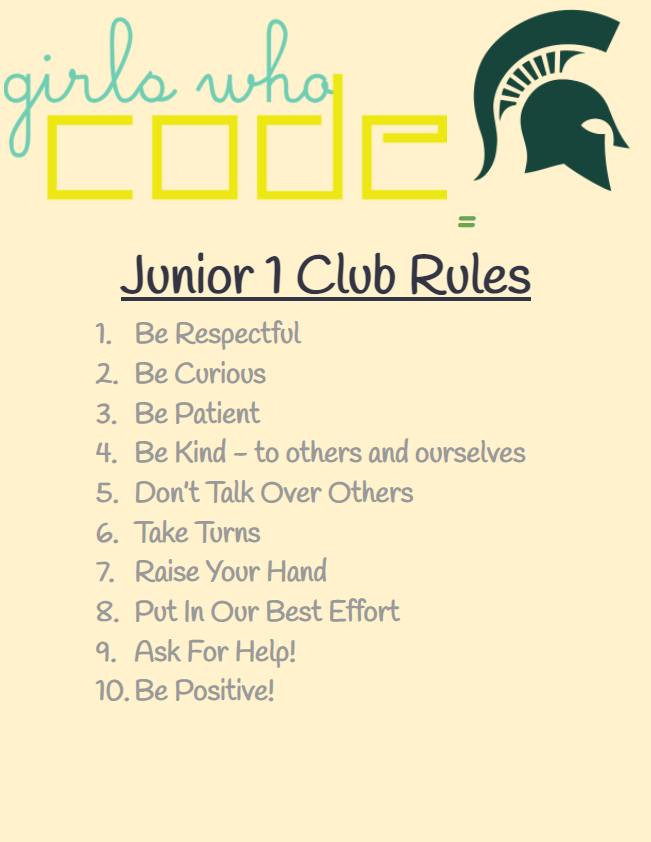 girls who
code
=
Junior 1 Club Rules
1. Be Respectful
2. Be Curious
3. Be Patient
4. Be Kind – to others and ourselves
5. Don't Talk Over Others
6. Take Turns
7. Raise Your Hand
8. Put In Our Best Effort
9. Ask For Help!
10. Be Positive!